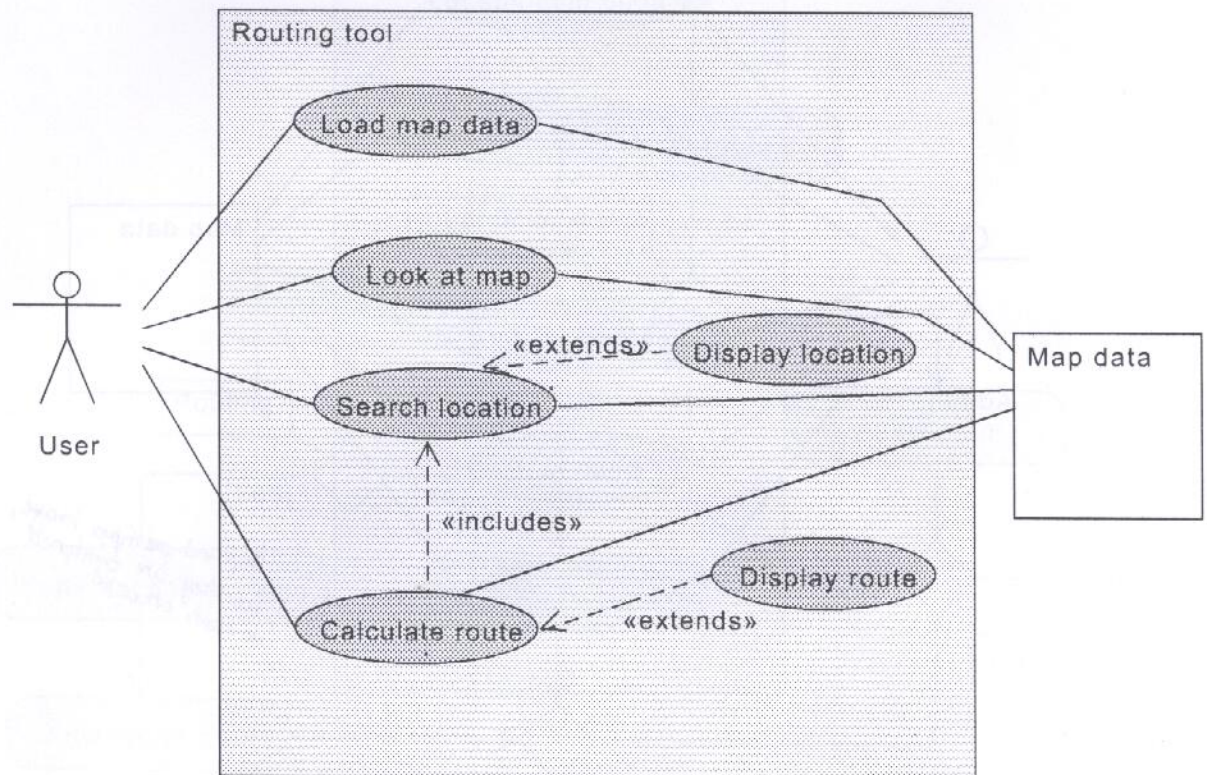 Routing tool
Load map data
Look at map
«extends»
Display location
Map data
Search location
User
«includes»
Display route
Calculate route
«extends»